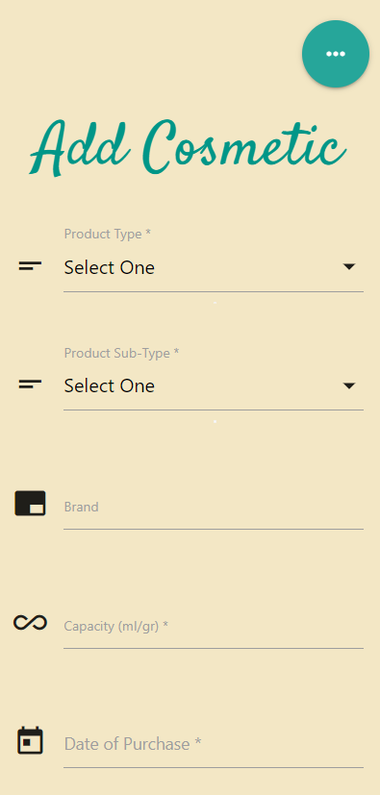 Add Cosmetic
Product Type *
Select One
Product Sub-Type *
Select One
Brand
Capacity (ml/gr) *
Date of Purchase *